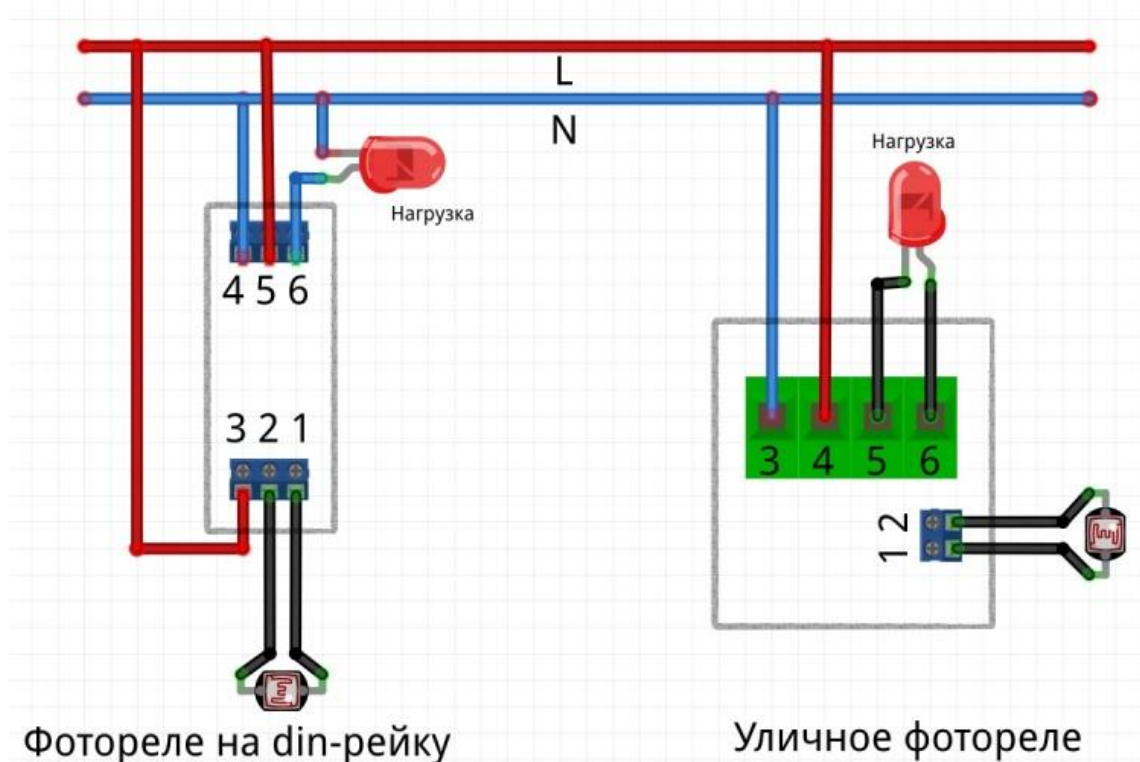 L
N
Нагрузка
Нагрузка
4 5 6
3 2 1
3 4 5 6
1 2
Фотореле на din-рейку
Уличное фотореле